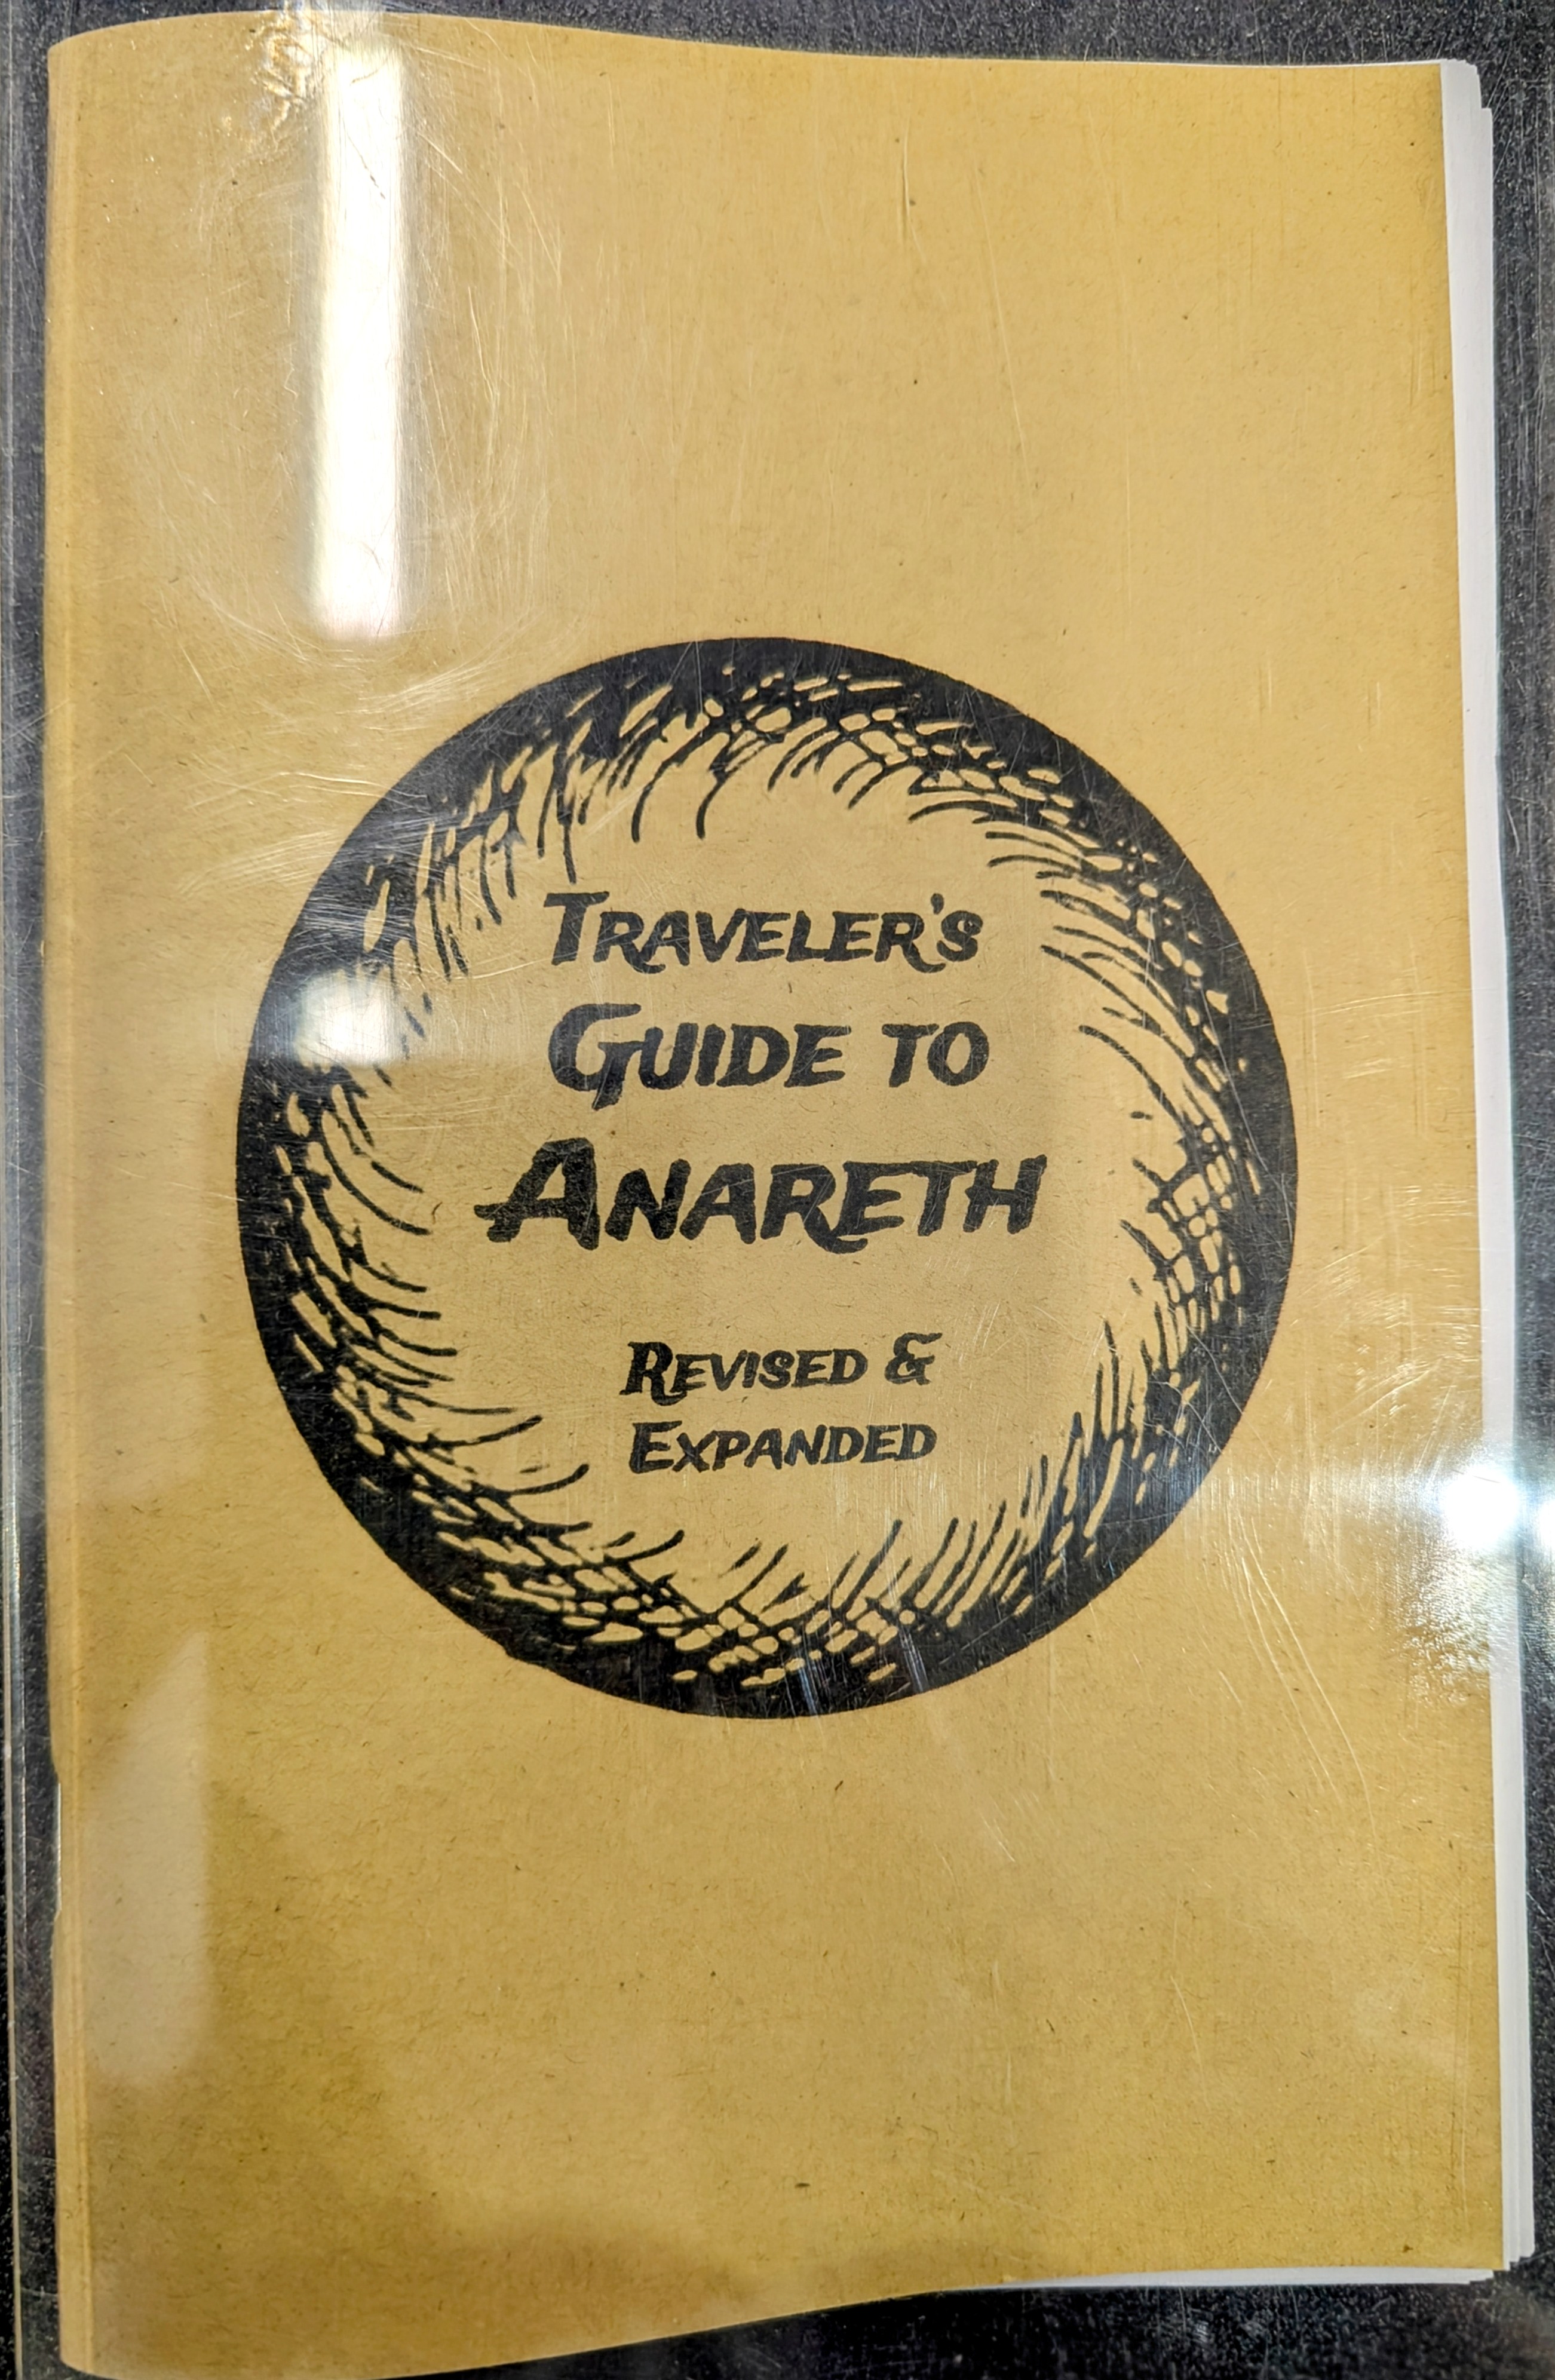 Traveler's
Guide to
Anareth
Revised &
Expanded